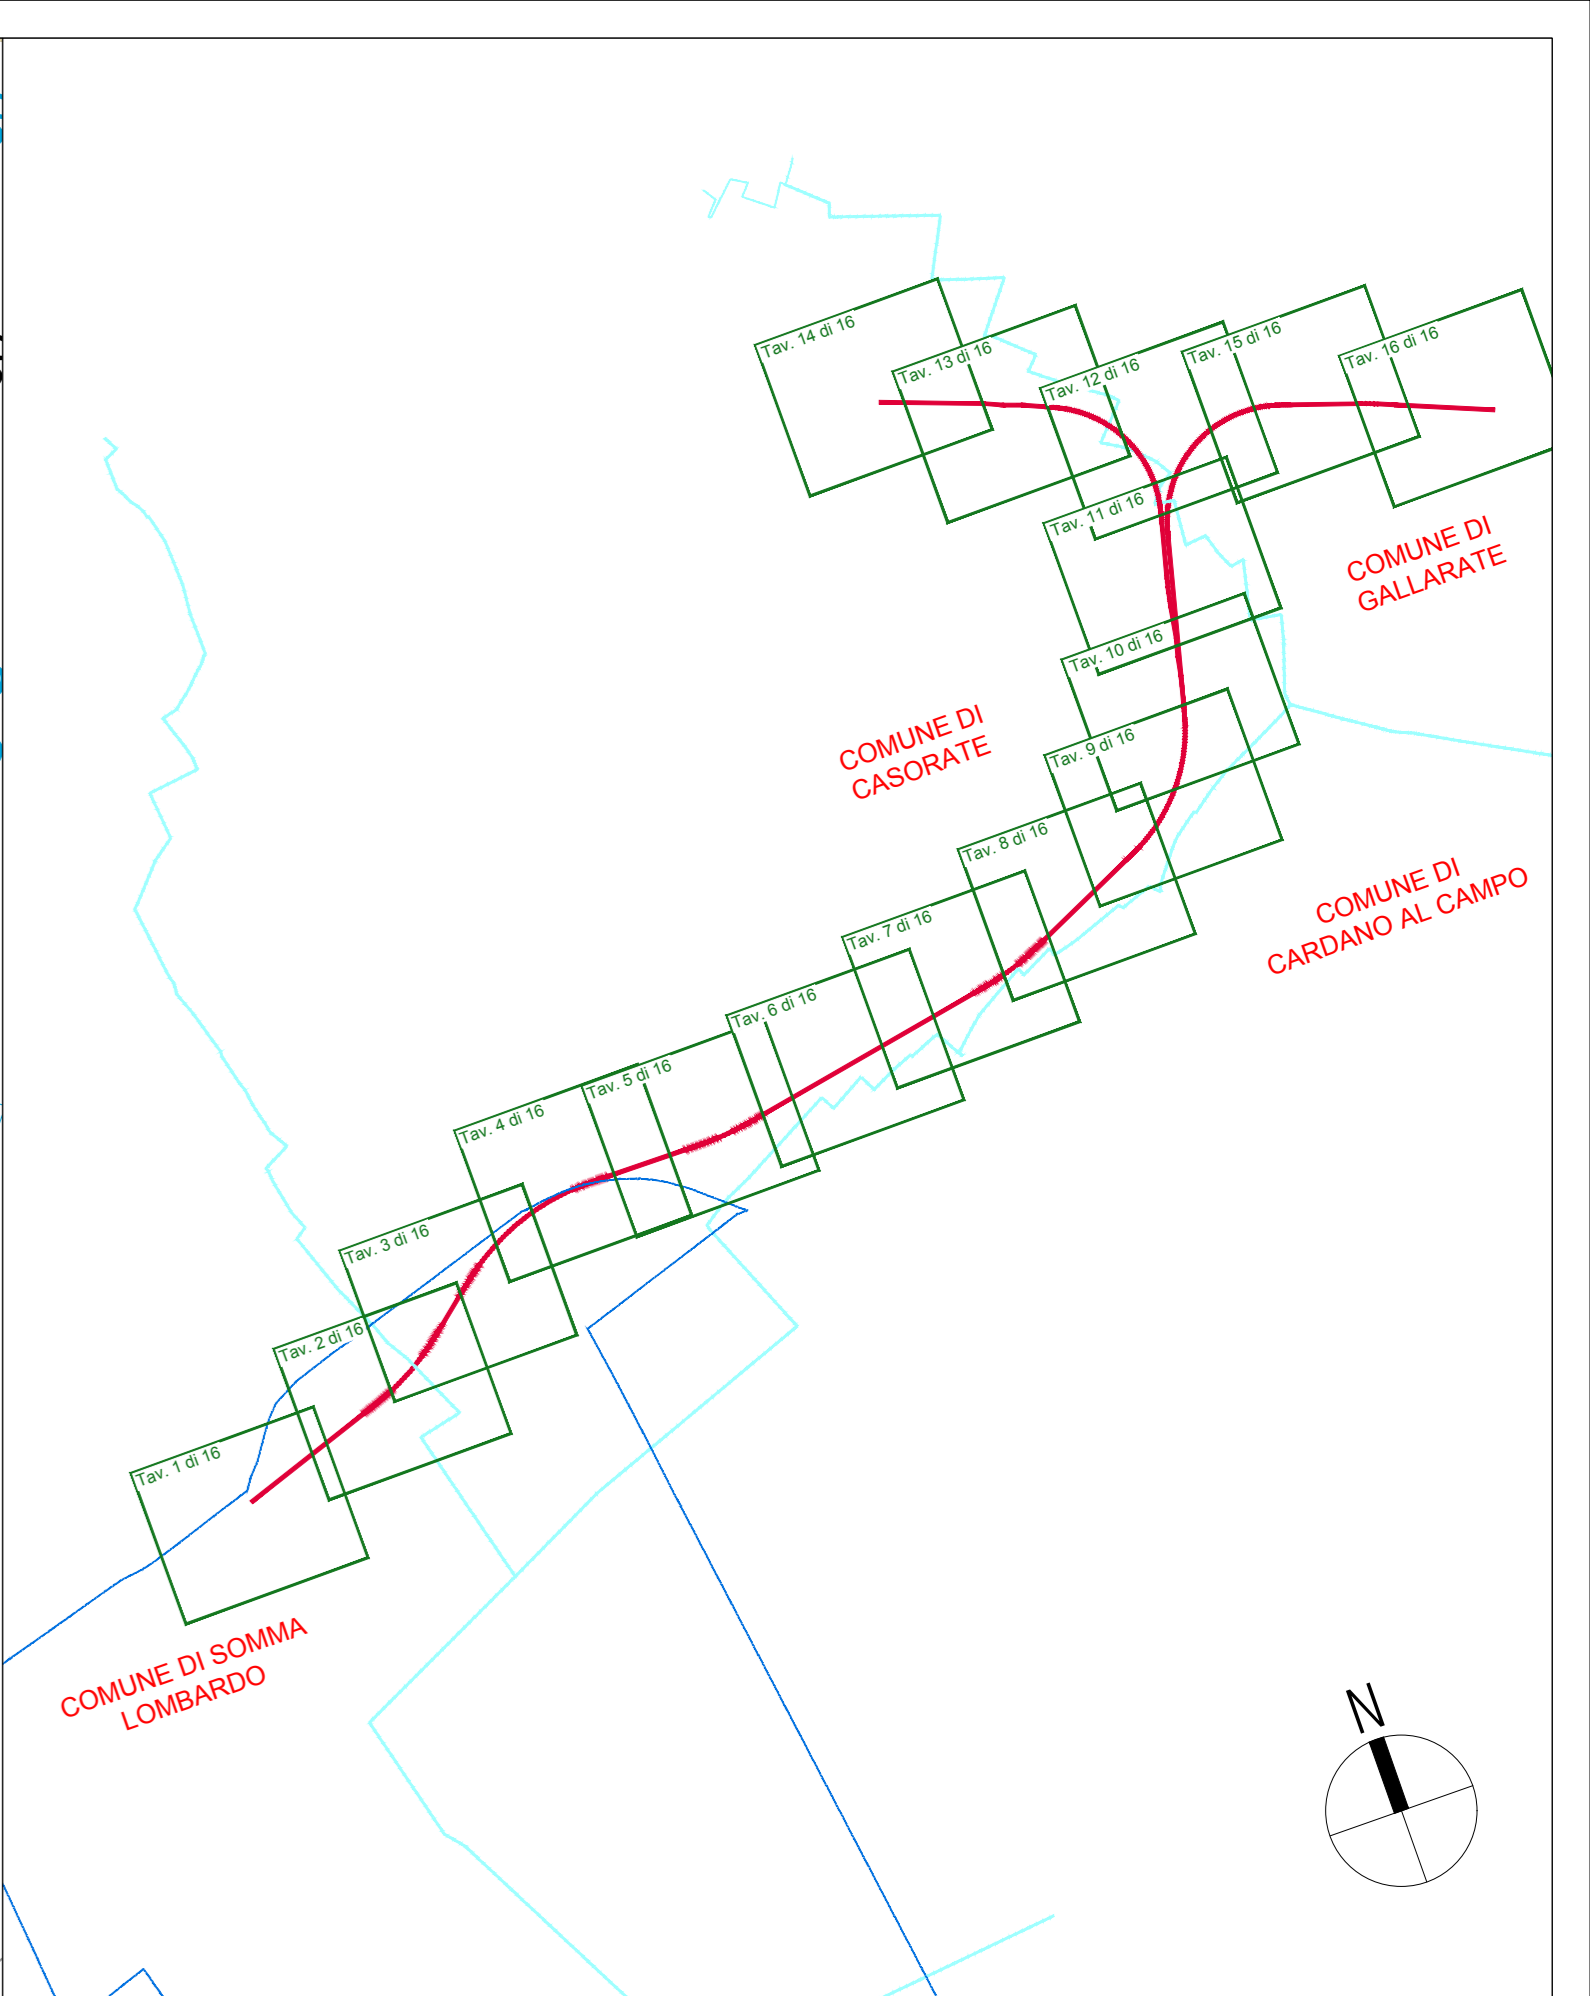 Tav. 14 di 16
Tav. 13 di 16
Tav. 12 di 16
Tav. 15 di 16
Tav. 16 di 16
Tav. 11 di 16
COMUNE DI
GALLARATE
Tav. 10 di 16
COMUNE DI
CASORATE
Tav. 9 di 16
Tav. 8 di 16
COMUNE DI
CARDANO AL CAMPO
Tav. 7 di 16
Tav. 6 di 16
Tav. 5 di 16
Tav. 4 di 16
Tav. 3 di 16
Tav. 2 di 16
Tav. 1 di 16
COMUNE DI SOMMA
LOMBARDO
N